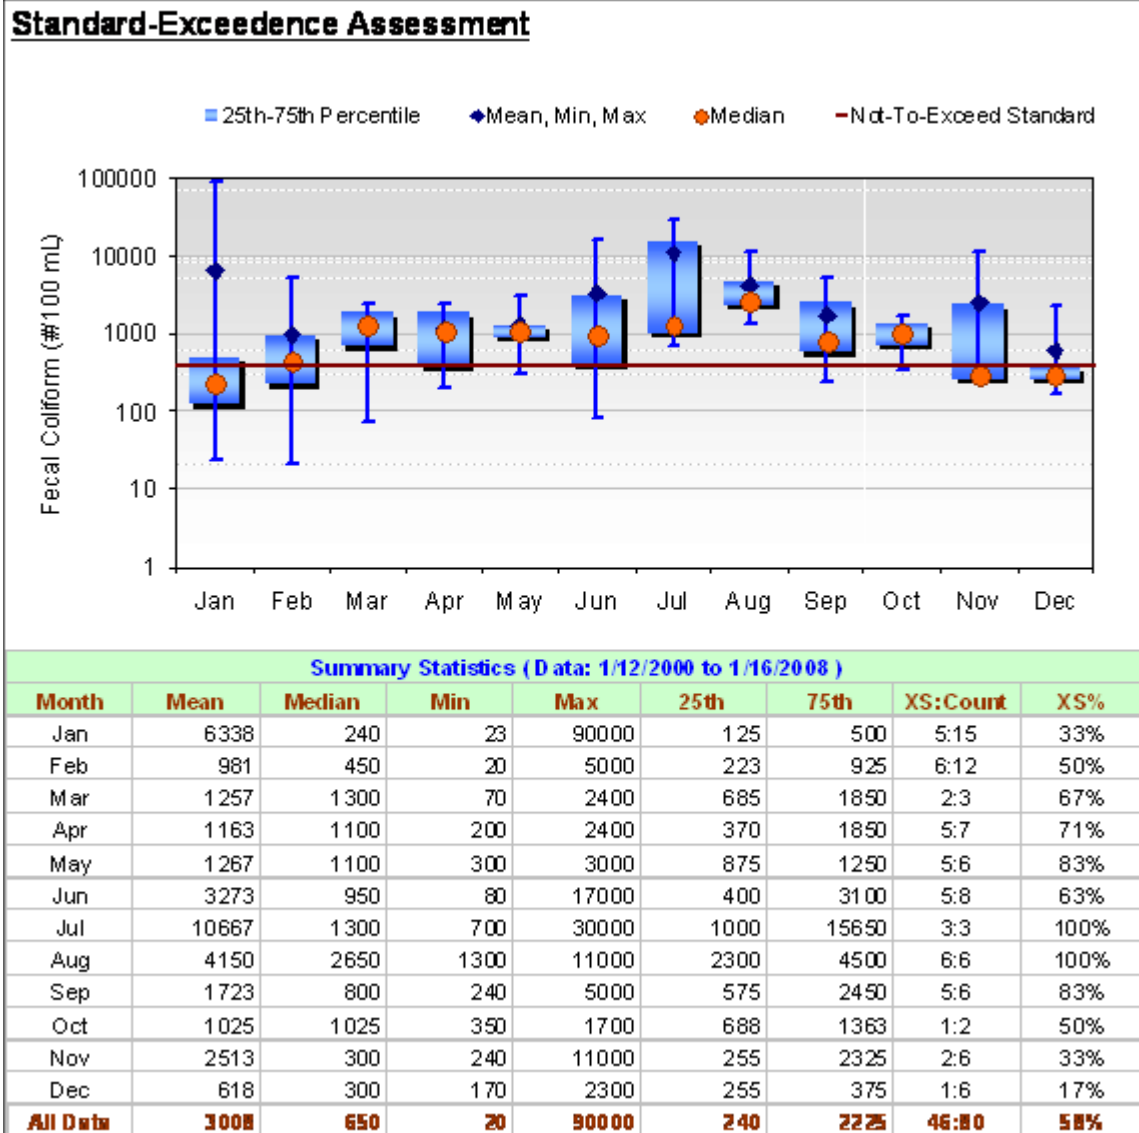 Standard-Exceedence Assessment
25th-75th Percentile Mean, Min, Max Median Not-To-Exceed Standard
Fecal Coliform (#/100 mL)
100000
10000
1000
100
10
1
Jan Feb Mar Apr May Jun Jul Aug Sep Oct Nov Dec
Summary Statistics (Data: 1/12/2000 to 1/16/2008 )
Month Mean Median Min Max 25th 75th XS:Count XS%
Jan 6338 240 23 90000 125 500 5:15 33%
Feb 981 450 20 5000 223 925 6:12 50%
Mar 1257 1300 70 2400 685 1850 2:3 67%
Apr 1163 1100 200 2400 370 1850 5:7 71%
May 1267 1100 300 3000 875 1250 5:6 83%
Jun 3273 950 80 17000 400 3100 5:8 63%
Jul 10667 1300 700 30000 1000 15650 3:3 100%
Aug 4150 2650 1300 11000 2300 4500 6:6 100%
Sep 1723 800 240 5000 575 2450 5:6 83%
Oct 1025 1025 350 1700 688 1363 1:2 50%
Nov 2513 300 240 11000 255 2325 2:6 33%
Dec 618 300 170 2300 255 375 1:6 17%
All Data 3008 650 20 90000 240 2225 46:80 58%